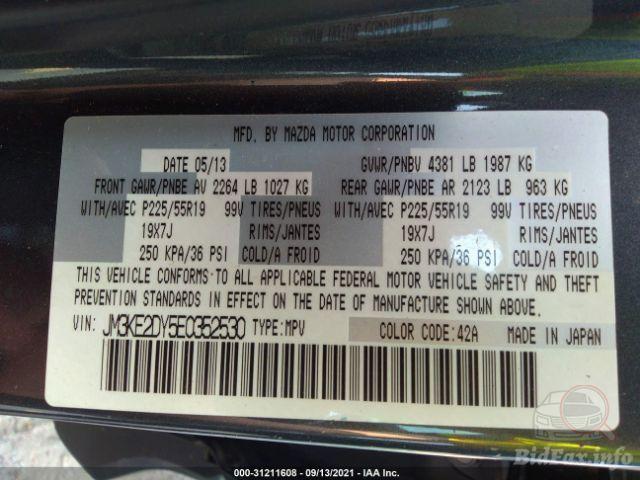 MFD. BY MAZDA MOTOR CORPORATION
DATE 05/13 GVWR/PNBV 4381 LB 1987 KG
FRONT GAWR/PNBE AV 2264 LB 1027 KG REAR GAWR/PNBE AR 2123 LB 963 KG
WITH/AVEC P225/55R19 99V TIRES/PNEUS WITH/AVEC P225/55R19 99V TIRES/PNEUS
19X7J RIMS/JANTES 19X7J RIMS/JANTES
250 KPA/36 PSI COLD/A FROID 250 KPA/36 PSI COLD/A FROID
THIS VEHICLE CONFORMS TO ALL APPLICABLE FEDERAL MOTOR VEHICLE SAFETY AND THEFT
PREVENTION STANDARDS IN EFFECT ON THE DATE OF MANUFACTURE SHOWN ABOVE.
VIN: JM3KE2DY5E0352530 TYPE:MPV COLOR CODE:42A MADE IN JAPAN
BidFax.info
000-31211608 - 09/13/2021 - IAA Inc.